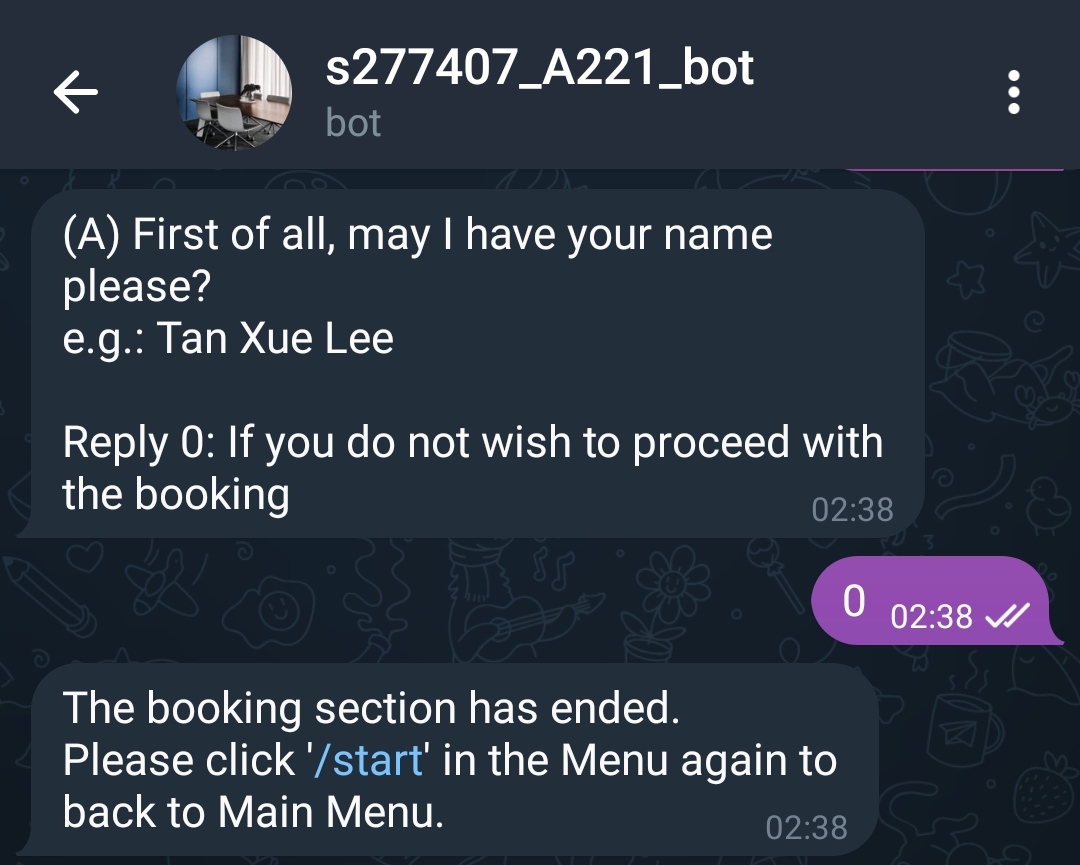 s277407_A221_bot
bot
(A) First of all, may I have your name
please?
e.g.: Tan Xue Lee
Reply 0: If you do not wish to proceed with
the booking
02:38
0 02:38
The booking section has ended.
Please click '/start' in the Menu again to
back to Main Menu.
02:38